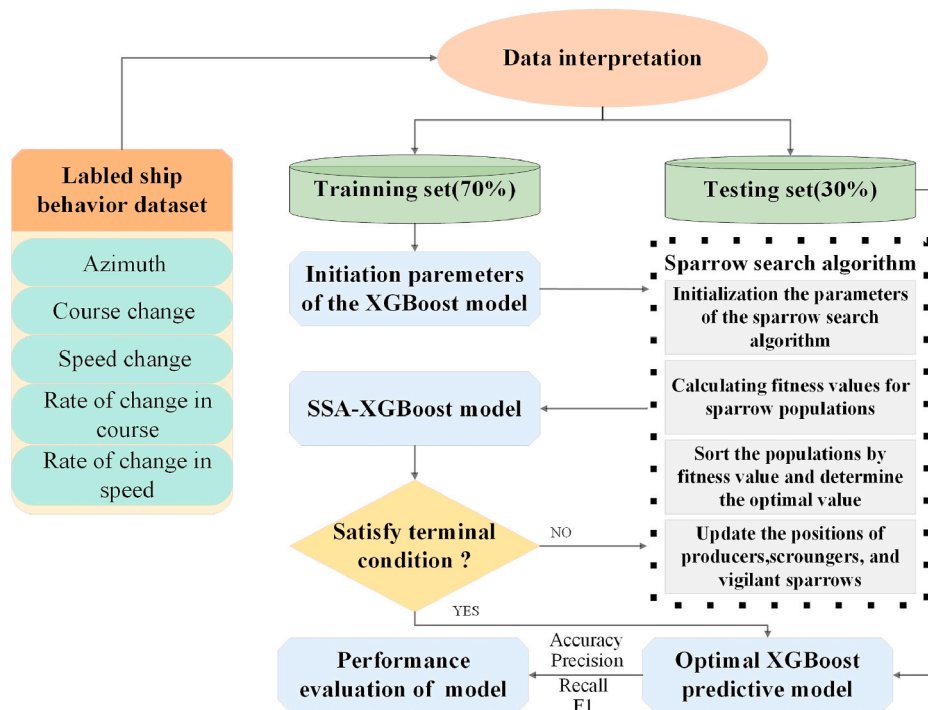 Data interpretation
Labled ship
behavior dataset
Azimuth
Course change
Speed change
Rate of change in
course
Rate of change in
speed
Trainning set(70%)
Testing set(30%)
Initiation paremeters
of the XGBoost model
Sparrow search algorithm
Initialization the parameters
of the sparrow search
algorithm
Calculating fitness values for
sparrow populations
Sort the populations by
fitness value and determine
the optimal value
Update the positions of
producers,scroungers, and
vigilant sparrows
SSA-XGBoost model
Satisfy terminal
condition ?
NO
YES
Optimal XGBoost
predictive model
Accuracy
Precision
Recall
F1
Performance
evaluation of model